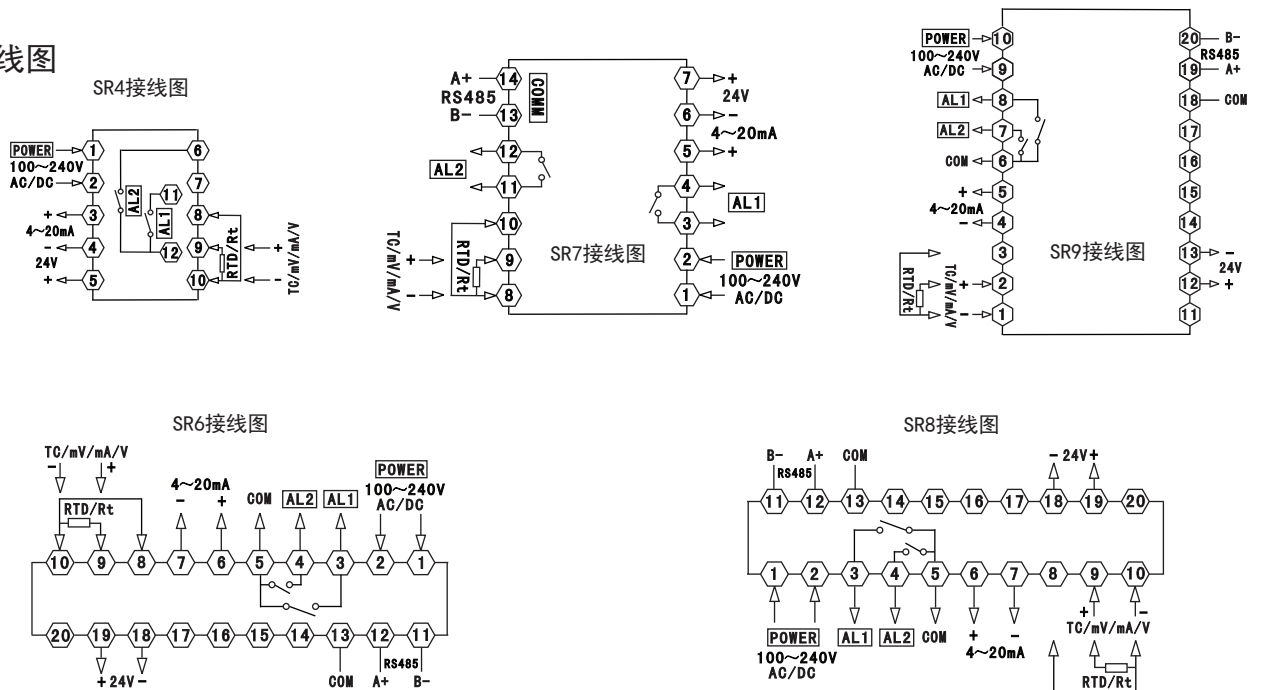 线图
SR4接线图
POWER
100～240V
AC/DC
1
2
3
4
5
6
7
8
9
10
11
12
AL2
AL1
+
4～20mA
-
24V
+
RTD/Rt
+
-
TC/mV/mA/V
SR7接线图
A+
RS485
B-
COMM
14
13
12
11
10
9
8
AL2
TC/mV/mA/V
+
-
RTD/Rt
7
6
5
4
3
2
1
+
24V
-
4～20mA
+
AL1
POWER
100～240V
AC/DC
SR9接线图
POWER
100～240V
AC/DC
AL1
AL2
COM
+
4～20mA
-
10
9
8
7
6
5
4
3
2
1
RTD/Rt
TC/mV/mA/V
+
-
20
19
18
17
16
15
14
13
12
11
B-
RS485
A+
COM
-
24V
+
SR6接线图
TC/mV/mA/V
- +
RTD/Rt
4～20mA
- +
COM AL2 AL1
POWER
100～240V
AC/DC
10 9 8 7 6 5 4 3 2 1
20 19 18 17 16 15 14 13 12 11
+ 24V -
COM A+ RS485 B-
SR8接线图
B- A+ COM
RS485
- 24V +
11 12 13 14 15 16 17 18 19 20
1 2 3 4 5 6 7 8 9 10
POWER
100～240V
AC/DC
AL1 AL2 COM
+ -
4～20mA
+ -
TC/mV/mA/V
RTD/Rt